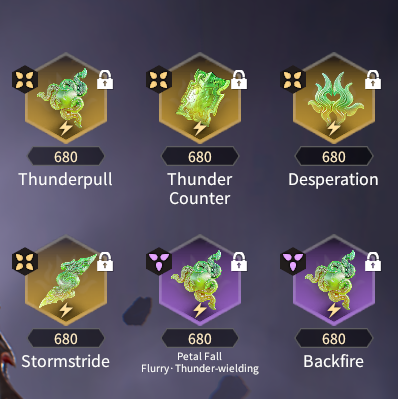 680 680 680
Thunderpull Thunder Counter Desperation
680 680 680
Stormstride Petal Fall Flurry·Thunder-wielding Backfire